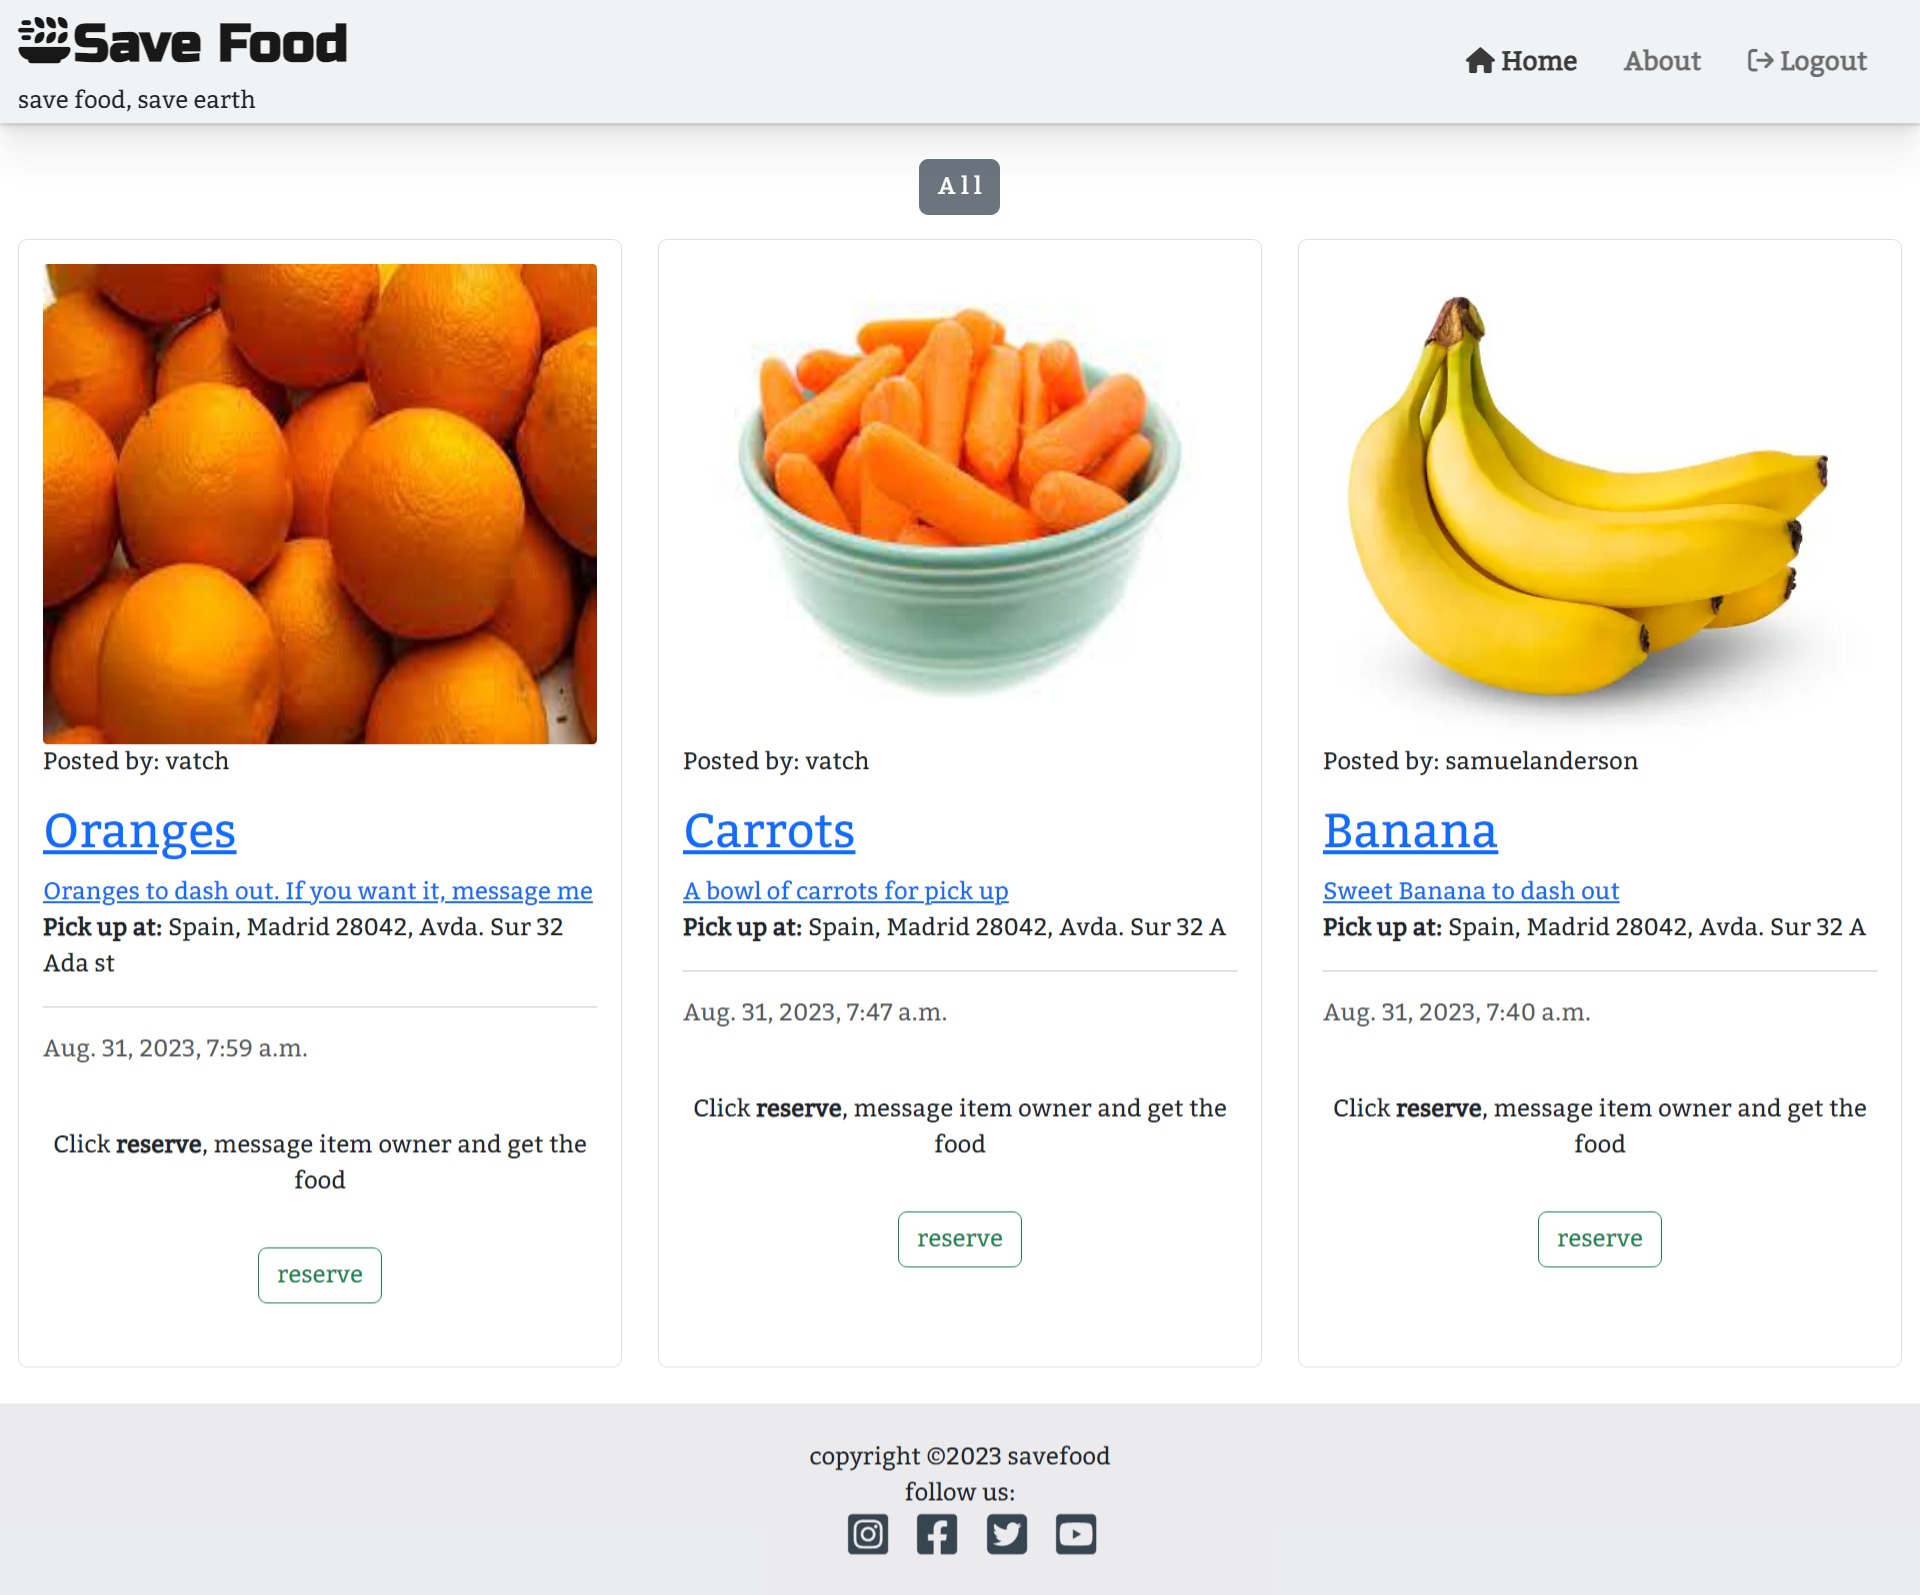 Save Food
save food, save earth
Home
About
Logout
All
Posted by: vatch
Oranges
Oranges to dash out. If you want it, message me
Pick up at: Spain, Madrid 28042, Avda. Sur 32
Ada st
Aug. 31, 2023, 7:59 a.m.
Click reserve, message item owner and get the
food
reserve
Posted by: vatch
Carrots
A bowl of carrots for pick up
Pick up at: Spain, Madrid 28042, Avda. Sur 32 A
Aug. 31, 2023, 7:47 a.m.
Click reserve, message item owner and get the
food
reserve
Posted by: samuelanderson
Banana
Sweet Banana to dash out
Pick up at: Spain, Madrid 28042, Avda. Sur 32 A
Aug. 31, 2023, 7:40 a.m.
Click reserve, message item owner and get the
food
reserve
copyright ©2023 savefood
follow us: